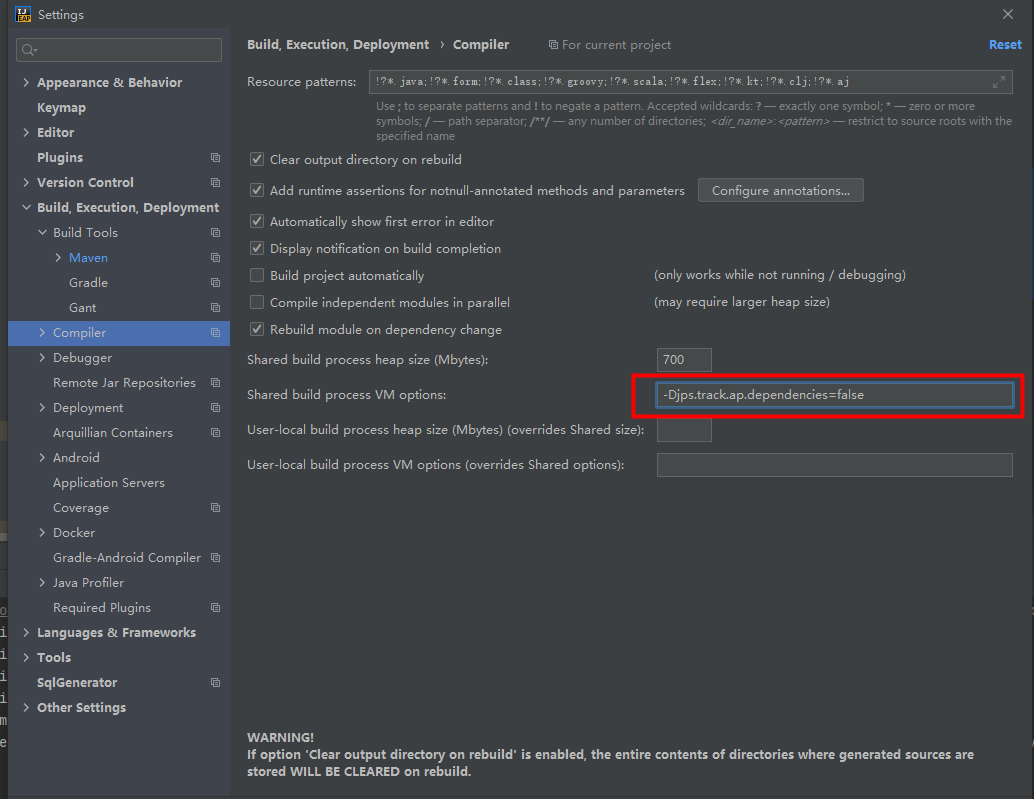 Settings
Build, Execution, Deployment › Compiler
For current project
Reset
Appearance & Behavior
Keymap
Editor
Plugins
Version Control
Build, Execution, Deployment
Build Tools
Maven
Gradle
Gant
Compiler
Debugger
Remote Jar Repositories
Deployment
Arquillian Containers
Android
Application Servers
Coverage
Docker
Gradle-Android Compiler
Java Profiler
Required Plugins
Languages & Frameworks
Tools
SqlGenerator
Other Settings
Resource patterns: !?*.java;!?*.form;!?*.class;!?*.groovy;!?*.scala;!?*.flex;!?*.kt;!?*.clj;!?*.aj
Use ; to separate patterns and ! to negate a pattern. Accepted wildcards: ? — exactly one symbol; * — zero or more
symbols; / — path separator; /**/ — any number of directories; <dir_name>:<pattern> — restrict to source roots with the
specified name
Clear output directory on rebuild
Add runtime assertions for notnull-annotated methods and parameters Configure annotations...
Automatically show first error in editor
Display notification on build completion
Build project automatically (only works while not running / debugging)
Compile independent modules in parallel (may require larger heap size)
Rebuild module on dependency change
Shared build process heap size (Mbytes): 700
Shared build process VM options: -Djps.track.ap.dependencies=false
User-local build process heap size (Mbytes) (overrides Shared size):
User-local build process VM options (overrides Shared options):
WARNING!
If option 'Clear output directory on rebuild' is enabled, the entire contents of directories where generated sources are
stored WILL BE CLEARED on rebuild.